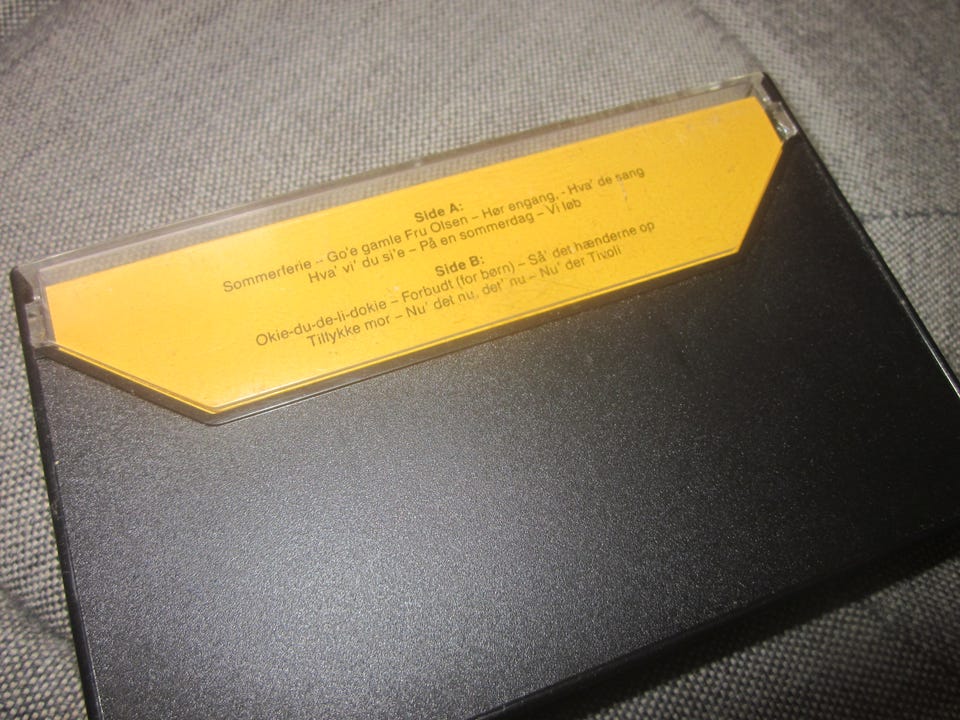 Side A:
Sommerferie – Go'e gamle Fru Olsen – Hør engang, - Hva' de sang
Hva' vi' du si'e – På en sommerdag – Vi løb
Side B:
Okie-du-de-li-dokie – Forbudt (for børn) – Så' det hænderne op
Tillykke mor – Nu' det nu, det' nu – Nu' der Tivoli